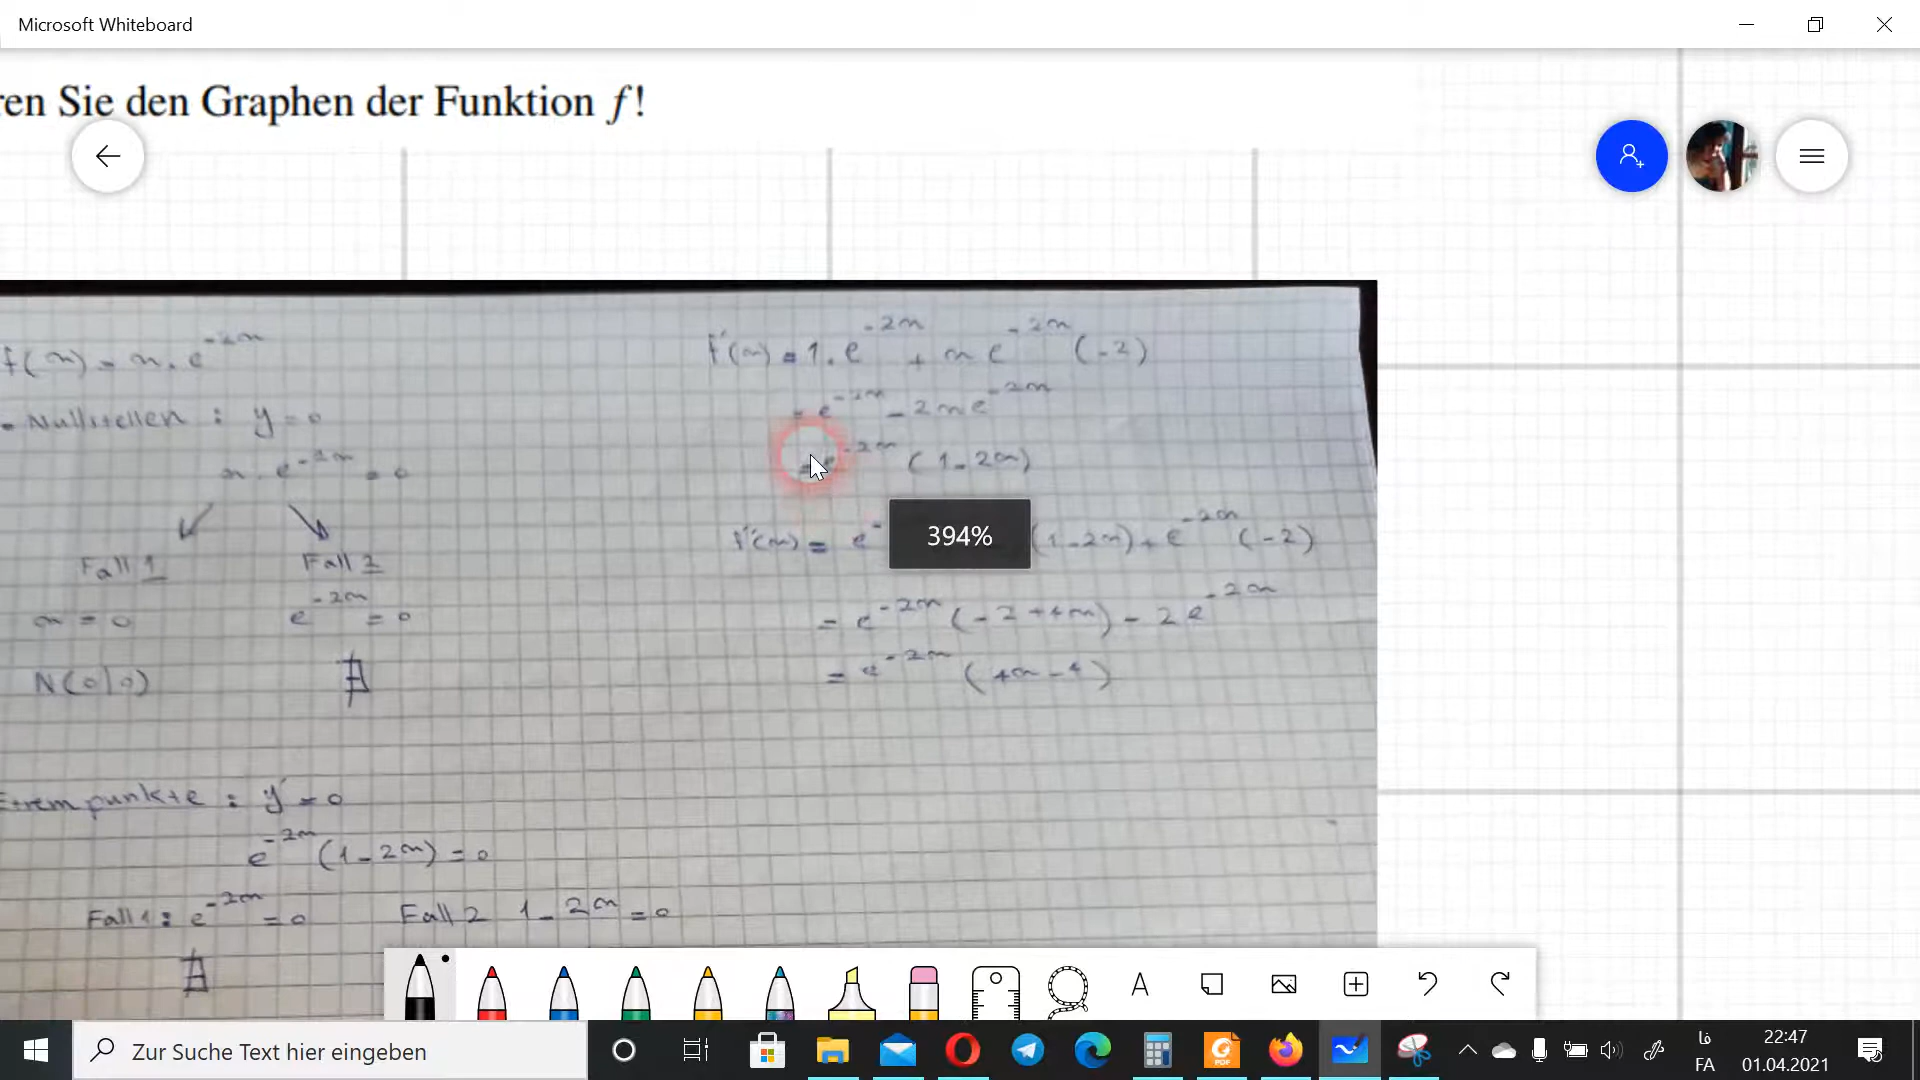 Microsoft Whiteboard
ren Sie den Graphen der Funktion f!
f(x) = x . e^-2x
- Nullstellen : y = 0
x . e^-2x = 0
Fall 1
Fall 2
x = 0
e^-2x = 0
N(0|0)
∄
f'(x) = 1 . e^-2x + x e^-2x (-2)
= e^-2x - 2x e^-2x
= e^-2x (1 - 2x)
f''(x) = e^- (1 - 2x) + e^-2x (-2)
394%
= e^-2x (-2 + 4x) - 2 e^-2x
= e^-2x (4x - 4)
Extrempunkte : y' = 0
e^-2x (1 - 2x) = 0
Fall 1 : e^-2x = 0
Fall 2 1 - 2x = 0
∄
A
Zur Suche Text hier eingeben
PDF
فا
FA
22:47
01.04.2021